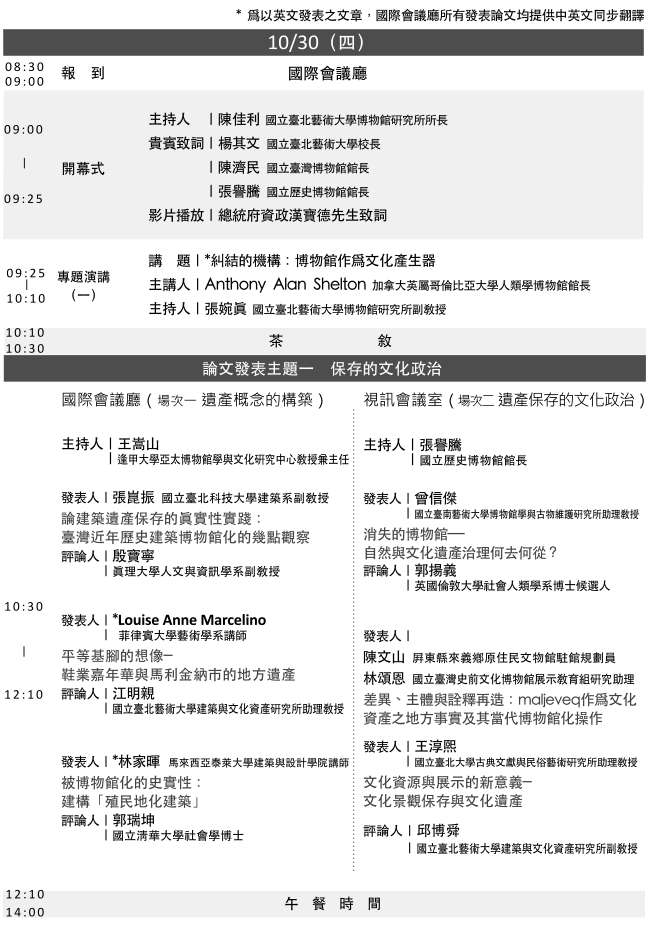 * 爲以英文發表之文章，國際會議廳所有發表論文均提供中英文同步翻譯
10/30（四）
08:30
09:00
報 到
國際會議廳
09:00
|
09:25
開幕式
主持人 | 陳佳利 國立臺北藝術大學博物館研究所所長
貴賓致詞 | 楊其文 國立臺北藝術大學校長
| 陳濟民 國立臺灣博物館館長
| 張譽騰 國立歷史博物館館長
影片播放 | 總統府資政漢寶德先生致詞
09:25
|
10:10
專題演講
(一)
講 題 | *糾結的機構：博物館作爲文化產生器
主講人 | Anthony Alan Shelton 加拿大英屬哥倫比亞大學人類學博物館館長
主持人 | 張婉眞 國立臺北藝術大學博物館研究所副教授
10:10
10:30
茶 敘
論文發表主題一 保存的文化政治
10:30
|
12:10
國際會議廳（場次一 遺產概念的構築）
主持人 | 王嵩山
| 逢甲大學亞太博物館學與文化研究中心教授兼主任
發表人 | 張崑振 國立臺北科技大學建築系副教授
論建築遺產保存的眞實性實踐：
臺灣近年歷史建築博物館化的幾點觀察
評論人 | 殷寶寧
| 眞理大學人文與資訊學系副教授
發表人 | *Louise Anne Marcelino
| 菲律賓大學藝術學系講師
平等基腳的想像─
鞋業嘉年華與馬利金納市的地方遺產
評論人 | 江明親
| 國立臺北藝術大學建築與文化資產研究所助理教授
發表人 | *林家暉 馬來西亞泰萊大學建築與設計學院講師
被博物館化的史實性：
建構「殖民地化建築」
評論人 | 郭瑞坤
| 國立淸華大學社會學博士
視訊會議室（場次二 遺產保存的文化政治）
主持人 | 張譽騰
| 國立歷史博物館館長
發表人 | 曾信傑
| 國立臺南藝術大學博物館學與古物維護研究所助理教授
消失的博物館──
自然與文化遺產治理何去何從？
評論人 | 郭揚義
| 英國倫敦大學社會人類學系博士候選人
發表人 |
陳文山 屛東縣來義鄉原住民文物館駐館規劃員
林頌恩 國立臺灣史前文化博物館展示教育組研究助理
差異、主體與詮釋再造：maljeveq作爲文化
資產之地方事實及其當代博物館化操作
發表人 | 王淳熙
| 國立臺北大學古典文獻與民俗藝術研究所助理教授
文化資源與展示的新意義─
文化景觀保存與文化遺產
評論人 | 邱博舜
| 國立臺北藝術大學建築與文化資產研究所副教授
12:10
14:00
午 餐 時 間